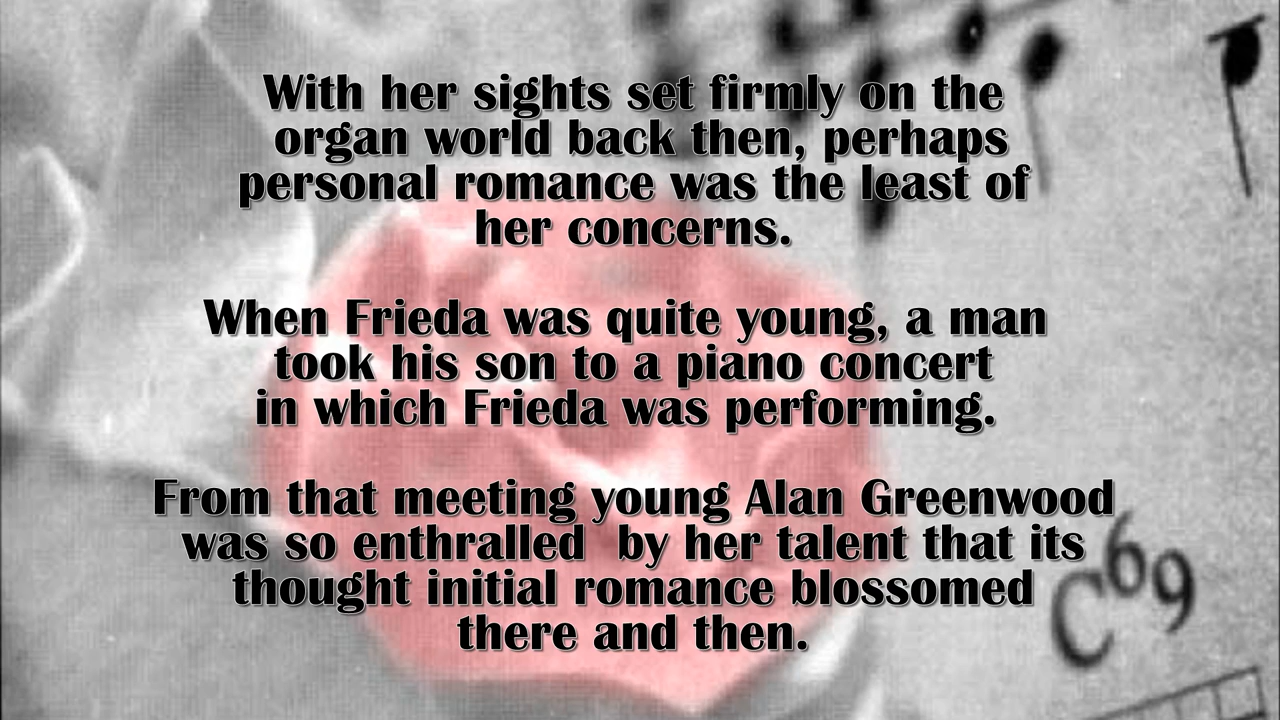 With her sights set firmly on the
organ world back then, perhaps
personal romance was the least of
her concerns.
When Frieda was quite young, a man
took his son to a piano concert
in which Frieda was performing.
From that meeting young Alan Greenwood
was so enthralled  by her talent that its
thought initial romance blossomed
there and then.
C69